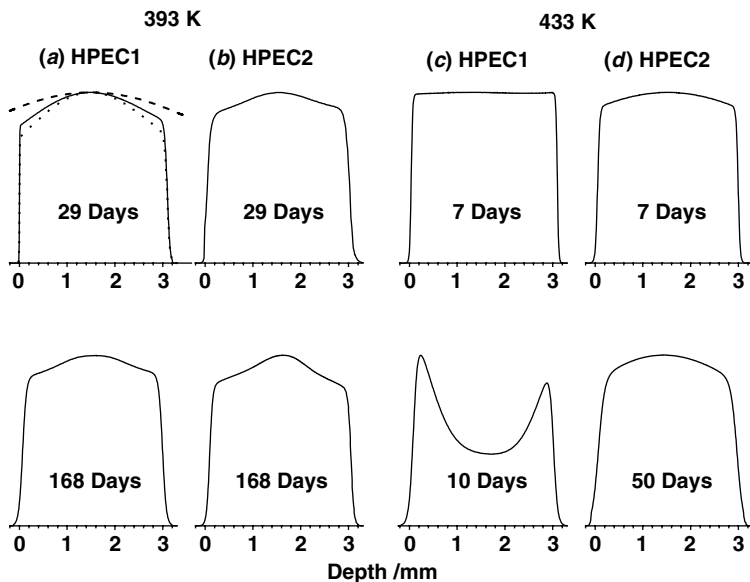 393 K 433 K
(a) HPEC1 (b) HPEC2 (c) HPEC1 (d) HPEC2
29 Days 29 Days 7 Days 7 Days
0 1 2 3 0 1 2 3 0 1 2 3 0 1 2 3
168 Days 168 Days 10 Days 50 Days
0 1 2 3 0 1 2 3 0 1 2 3 0 1 2 3
Depth /mm